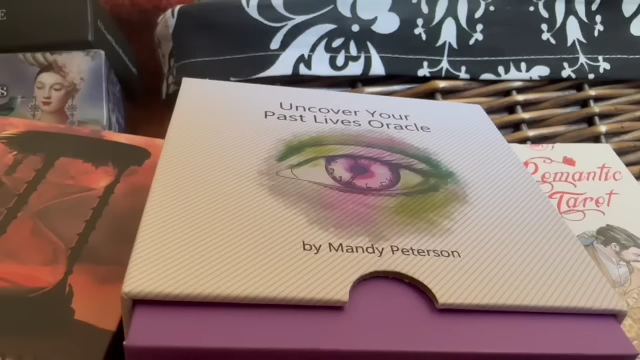 Uncover Your
Past Lives Oracle
by Mandy Peterson
Romantic
Tarot